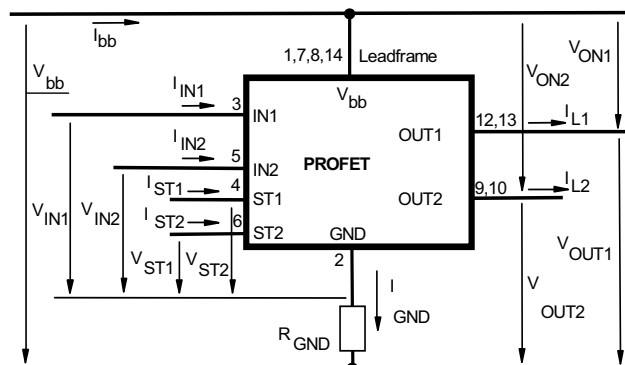 I bb
V bb
1,7,8,14 Leadframe
V ON1
V ON2
I IN1
3
IN1
V bb
I IN2
5
IN2
PROFET
OUT1
12,13
I L1
I ST1
4
ST1
OUT2
9,10
I L2
V IN1
V IN2
I ST2
6
ST2
GND
V ST1
V ST2
2
V OUT1
V OUT2
I GND
R GND